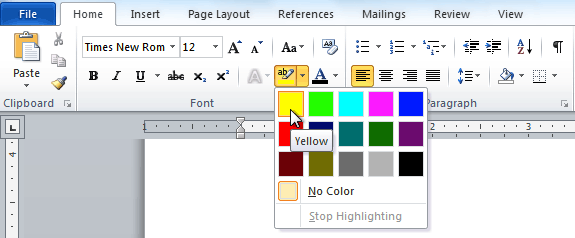 File Home Insert Page Layout References Mailings Review View
Times New Rom 12 A A Aa
Paste B I U abc X₂ X² A ab A
Clipboard Font Paragraph
Yellow
No Color
Stop Highlighting
1 2 3
4